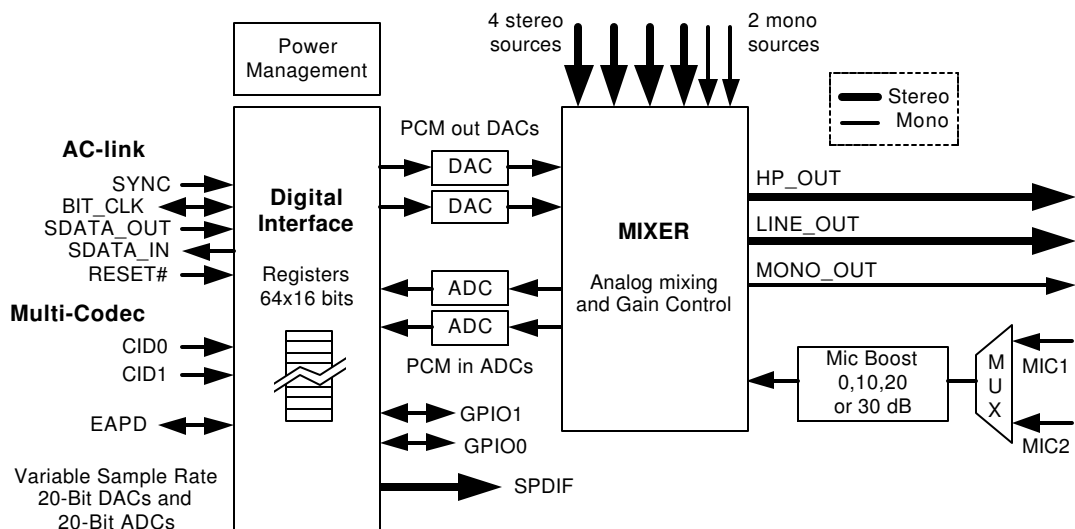 Power
Management
4 stereo
sources
2 mono
sources
Stereo
Mono
AC-link
SYNC
BIT_CLK
SDATA_OUT
SDATA_IN
RESET#
Multi-Codec
CID0
CID1
EAPD
Variable Sample Rate
20-Bit DACs and
20-Bit ADCs
Digital
Interface
Registers
64x16 bits
PCM out DACs
DAC
DAC
ADC
ADC
PCM in ADCs
GPIO1
GPIO0
SPDIF
MIXER
Analog mixing
and Gain Control
HP_OUT
LINE_OUT
MONO_OUT
Mic Boost
0,10,20
or 30 dB
MUX
MIC1
MIC2